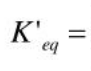 K'eq =